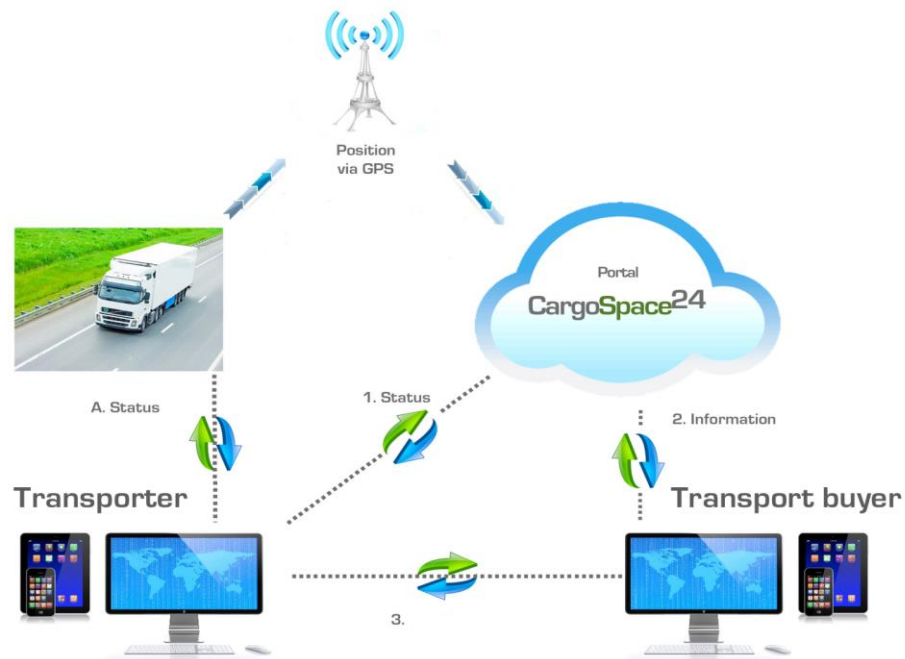 Position
via GPS
Portal
CargoSpace24
A. Status
1. Status
2. Information
Transporter
Transport buyer
3.